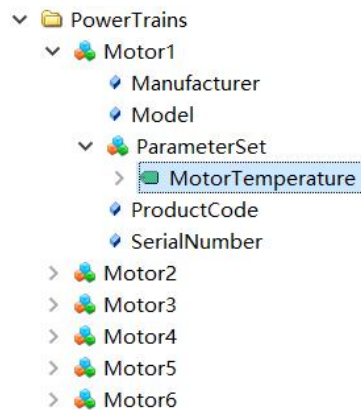 PowerTrains
Motor1
Manufacturer
Model
ParameterSet
MotorTemperature
ProductCode
SerialNumber
Motor2
Motor3
Motor4
Motor5
Motor6